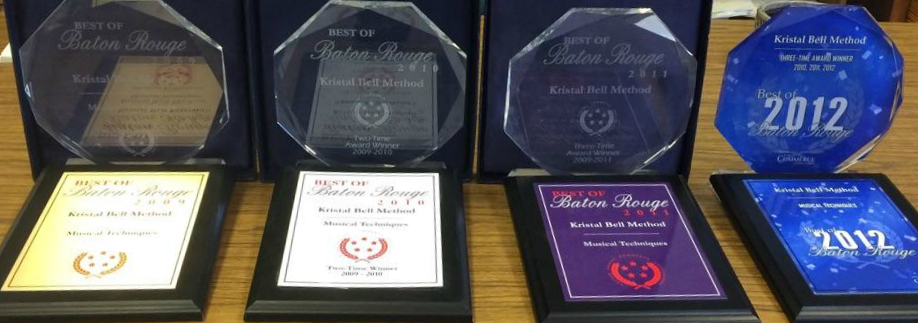 BEST OF
Baton Rouge
2009
Kristal Bell Method
BEST OF
Baton Rouge
2010
Kristal Bell Method
Two-Time
Award Winner
2009-2010
BEST OF
Baton Rouge
2011
Kristal Bell Method
Three-Time
Award Winner
2009-2011
Kristal Bell Method
THREE-TIME AWARD WINNER
2010, 2011, 2012
Best of
2012
Baton Rouge
COMMERCE
BEST OF
Baton Rouge
2009
Kristal Bell Method
Musical Techniques
BEST OF
Baton Rouge
2010
Kristal Bell Method
Musical Techniques
Two-Time Winner
2009 - 2010
BEST OF
Baton Rouge
2011
Kristal Bell Method
Musical Techniques
Kristal Bell Method
MUSICAL TECHNIQUES
Best of
2012
Baton Rouge